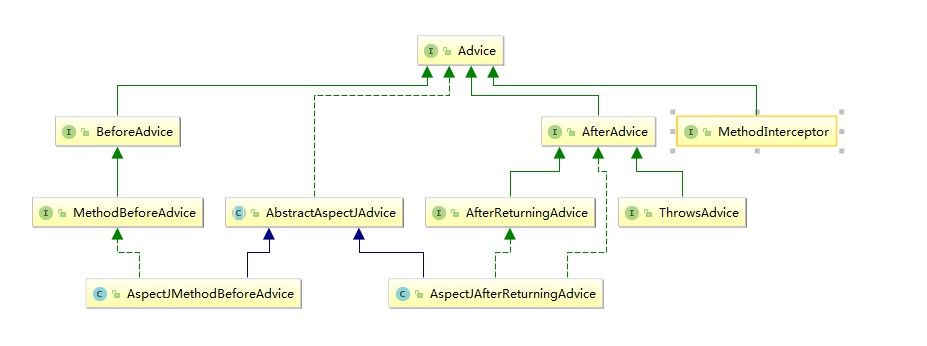 I Advice
I BeforeAdvice
I AfterAdvice
I MethodInterceptor
I MethodBeforeAdvice
C AbstractAspectJAdvice
I AfterReturningAdvice
I ThrowsAdvice
C AspectJMethodBeforeAdvice
C AspectJAfterReturningAdvice